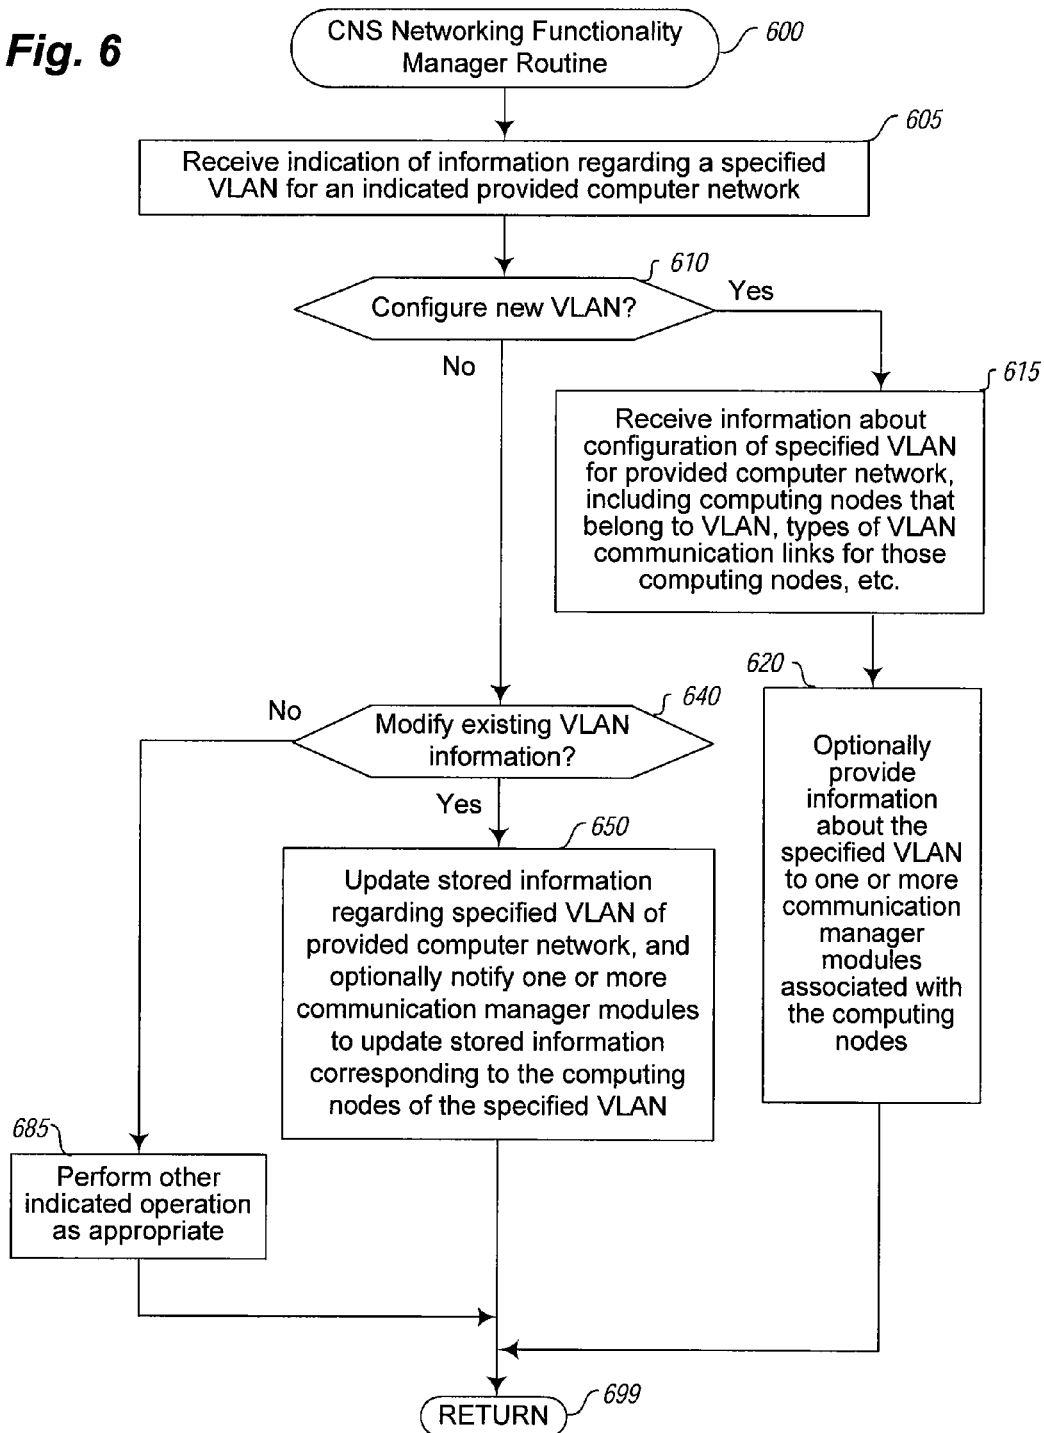 Fig. 6
CNS Networking Functionality
Manager Routine
600
605
Receive indication of information regarding a specified
VLAN for an indicated provided computer network
610
Configure new VLAN?
Yes
No
615
Receive information about
configuration of specified VLAN
for provided computer network,
including computing nodes that
belong to VLAN, types of VLAN
communication links for those
computing nodes, etc.
620
Optionally
provide
information
about the
specified VLAN
to one or more
communication
manager
modules
associated with
the computing
nodes
640
No
Modify existing VLAN
information?
Yes
650
Update stored information
regarding specified VLAN of
provided computer network, and
optionally notify one or more
communication manager modules
to update stored information
corresponding to the computing
nodes of the specified VLAN
685
Perform other
indicated operation
as appropriate
699
RETURN